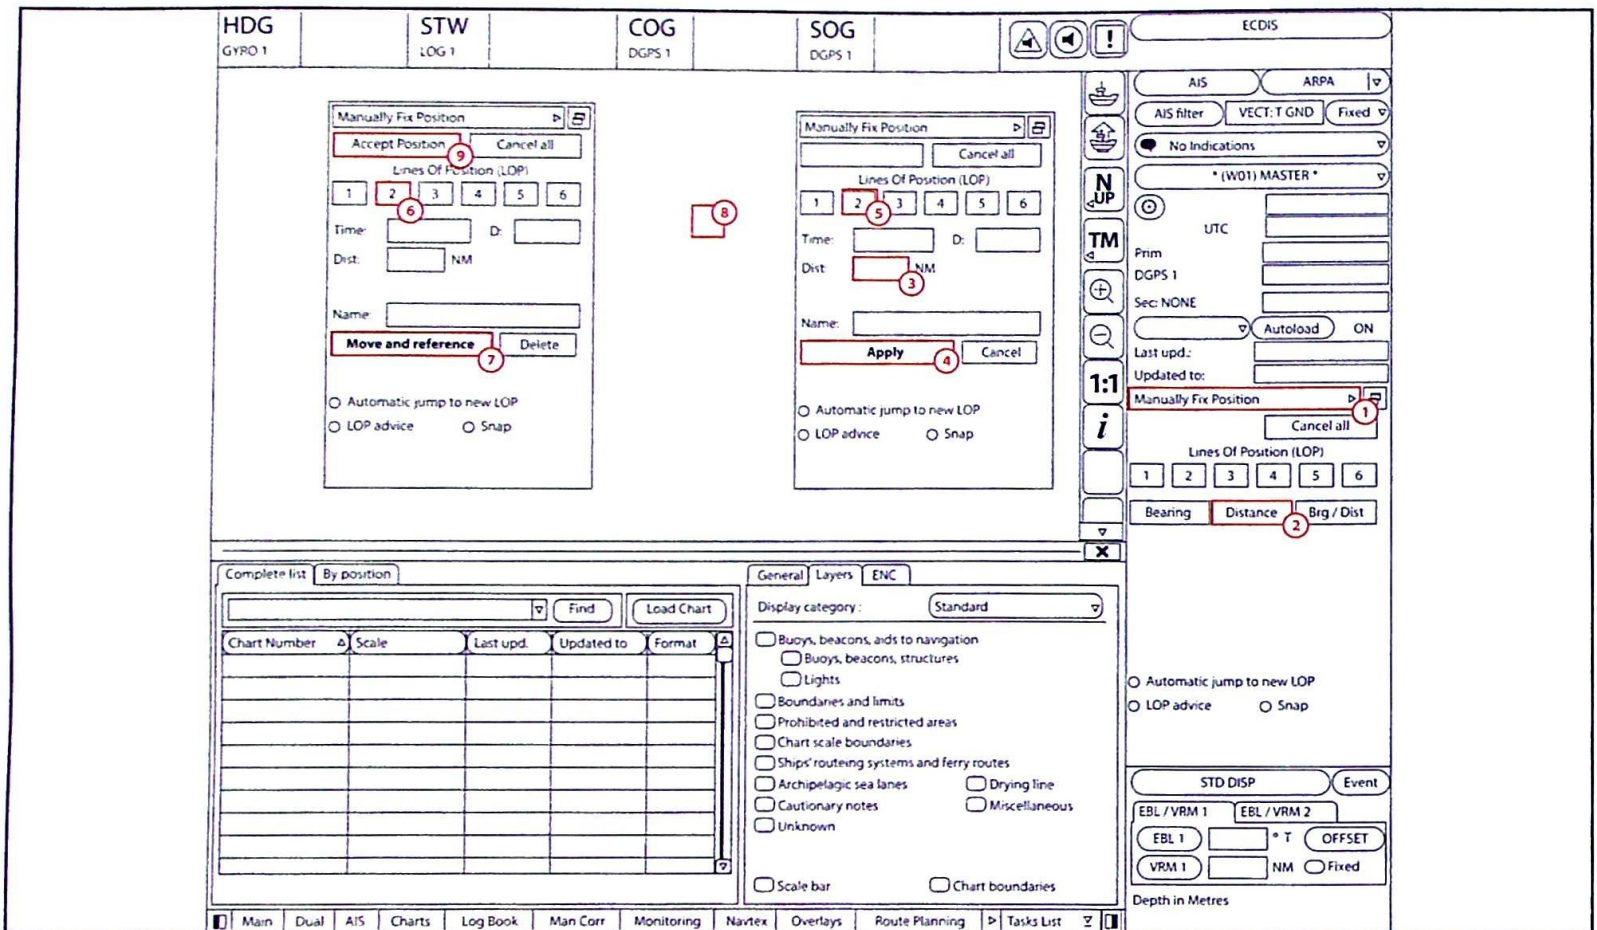 HDG
GYRO 1
STW
LOG 1
COG
DGPS 1
SOG
DGPS 1
!
ECDIS
Manually Fix Position
Accept Position
9
Cancel all
Lines Of Position (LOP)
1 2 3 4 5 6
6
Time:
D:
Dist:
NM
Name:
Move and reference
7
Delete
Automatic jump to new LOP
LOP advice
Snap
8
Manually Fix Position
Cancel all
Lines Of Position (LOP)
1 2 3 4 5 6
5
Time:
D:
Dist:
NM
3
Name:
Apply
4
Cancel
Automatic jump to new LOP
LOP advice
Snap
N
UP
TM
1:1
i
AIS
ARPA
AIS filter
VECT: T GND
Fixed
No Indications
* (W01) MASTER *
UTC
Prim
DGPS 1
Sec: NONE
Autoload
ON
Last upd.:
Updated to:
Manually Fix Position
1
Cancel all
Lines Of Position (LOP)
1 2 3 4 5 6
Bearing
Distance
2
Brg / Dist
Automatic jump to new LOP
LOP advice
Snap
STD DISP
Event
EBL / VRM 1
EBL / VRM 2
EBL 1
° T
OFFSET
VRM 1
NM
Fixed
Depth in Metres
X
Complete list
By position
Find
Load Chart
Chart Number
Scale
Last upd.
Updated to
Format
General
Layers
ENC
Display category :
Standard
Buoys, beacons, aids to navigation
Buoys, beacons, structures
Lights
Boundaries and limits
Prohibited and restricted areas
Chart scale boundaries
Ships' routeing systems and ferry routes
Archipelagic sea lanes
Drying line
Cautionary notes
Miscellaneous
Unknown
Scale bar
Chart boundaries
Main
Dual
AIS
Charts
Log Book
Man Corr
Monitoring
Navtex
Overlays
Route Planning
Tasks List